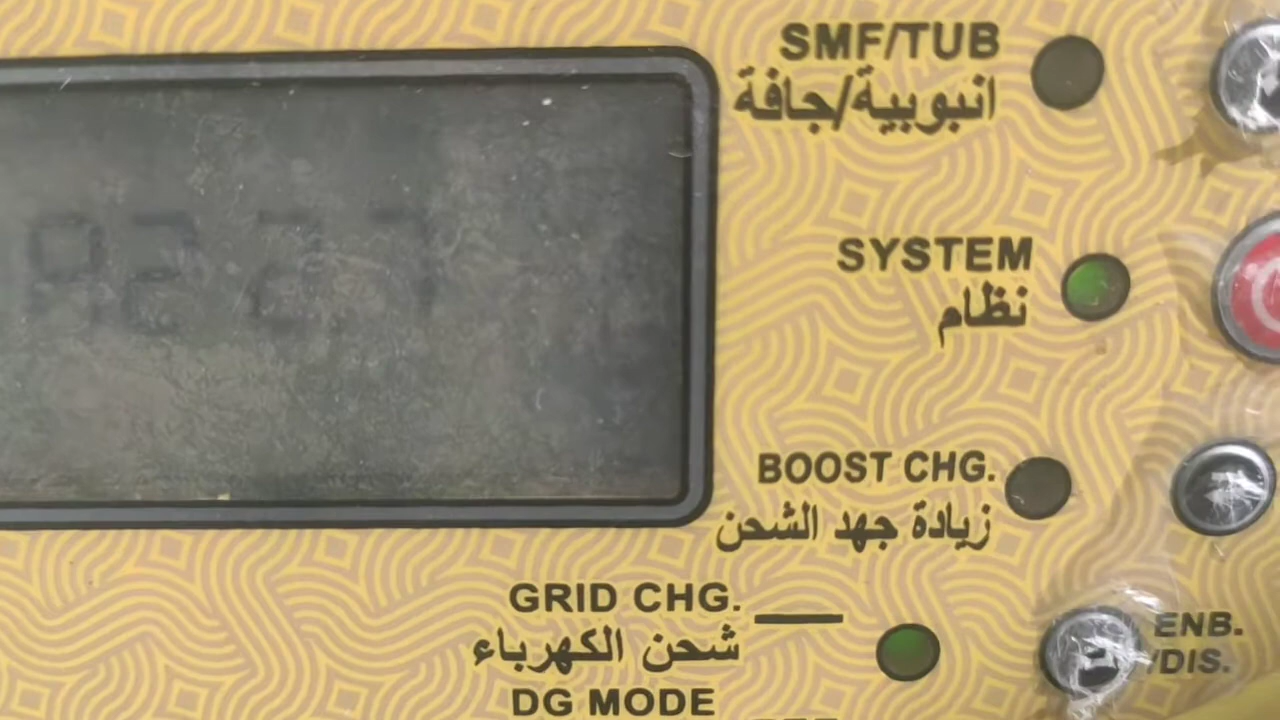 SMF/TUB
انبوبية/جافة
SYSTEM
نظام
BOOST CHG.
زيادة جهد الشحن
GRID CHG.
شحن الكهرباء
ENB.
/DIS.
DG MODE